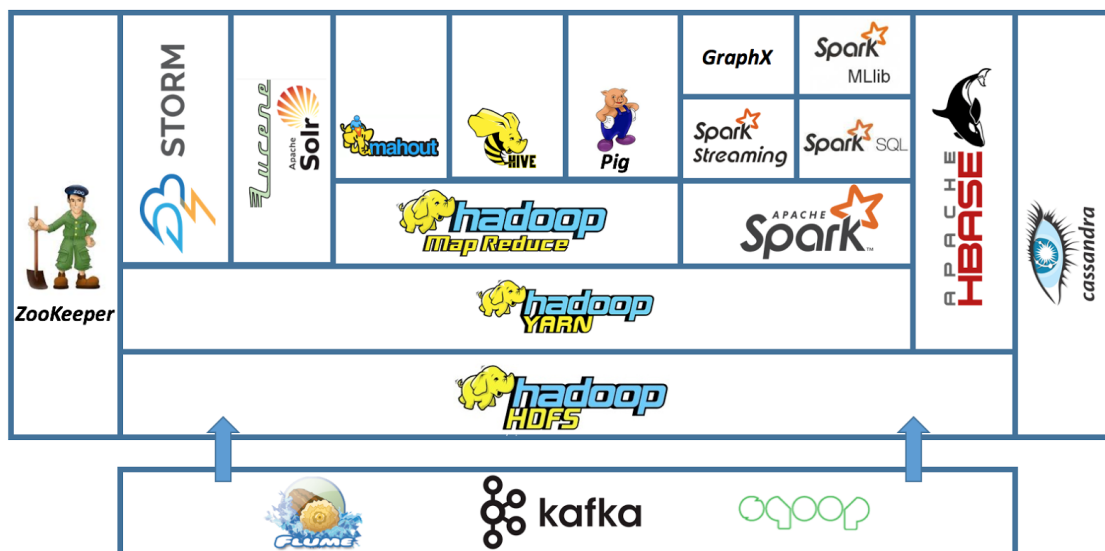 ZooKeeper
STORM
Lucene
Apache
Solr
mahout
HIVE
Pig
GraphX
Spark
MLlib
Spark
Streaming
Spark SQL
hadoop
Map Reduce
APACHE
Spark™
APACHE
HBASE
cassandra
hadoop
YARN
hadoop
HDFS
FLUME
kafka
sqoop